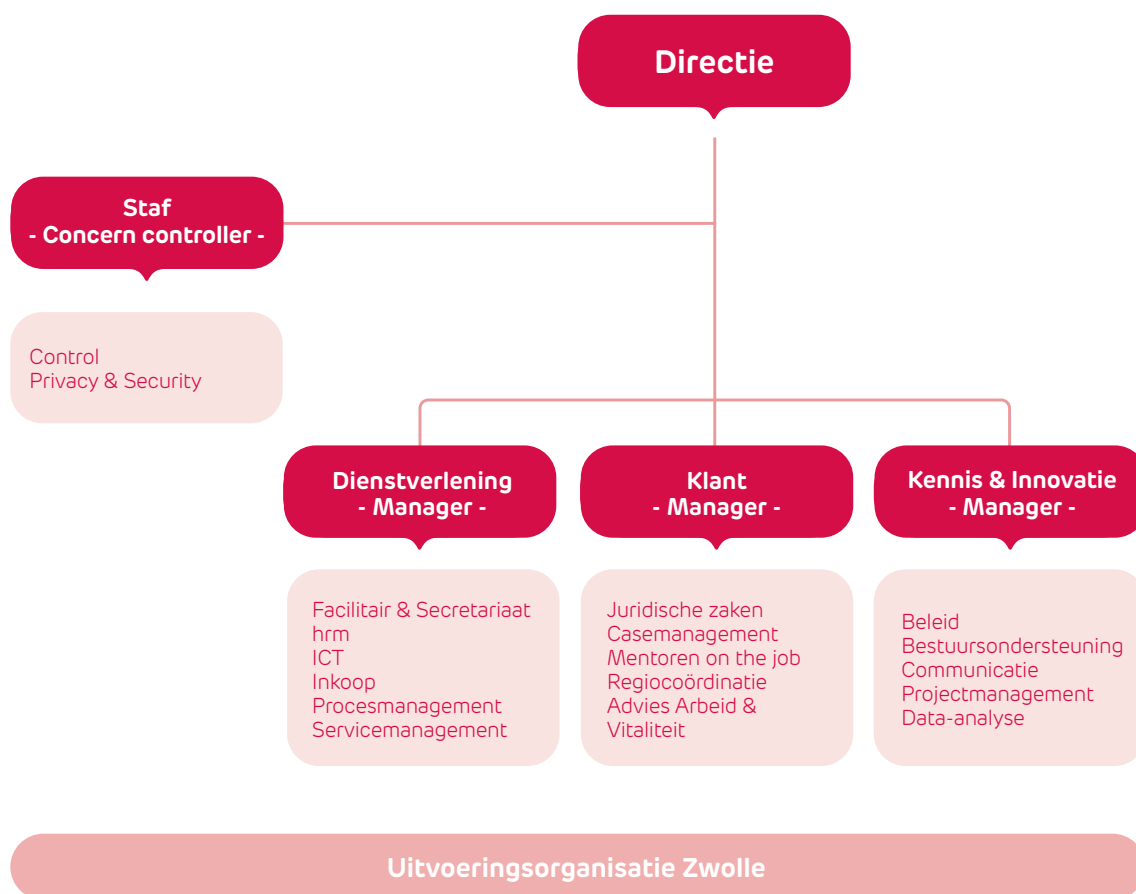 Directie
Staf
- Concern controller -
Control
Privacy & Security
Dienstverlening
- Manager -
Facilitair & Secretariaat
hrm
ICT
Inkoop
Procesmanagement
Servicemanagement
Klant
- Manager -
Juridische zaken
Casemanagement
Mentoren on the job
Regiocoördinatie
Advies Arbeid &
Vitaliteit
Kennis & Innovatie
- Manager -
Beleid
Bestuursondersteuning
Communicatie
Projectmanagement
Data-analyse
Uitvoeringsorganisatie Zwolle